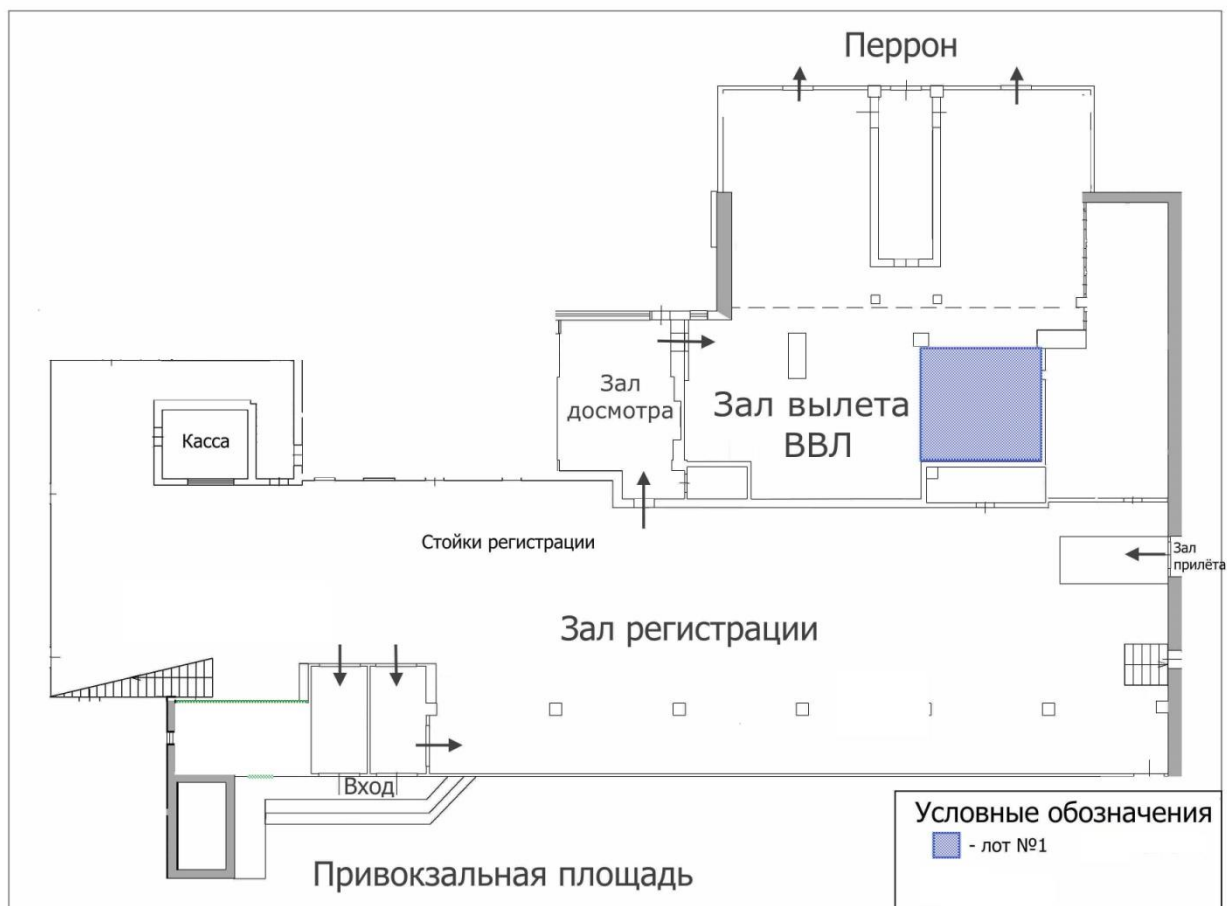 Перрон
Зал
досмотра
Зал вылета
ВВЛ
Касса
Стойки регистрации
Зал
прилёта
Зал регистрации
Вход
Условные обозначения
- лот №1
Привокзальная площадь